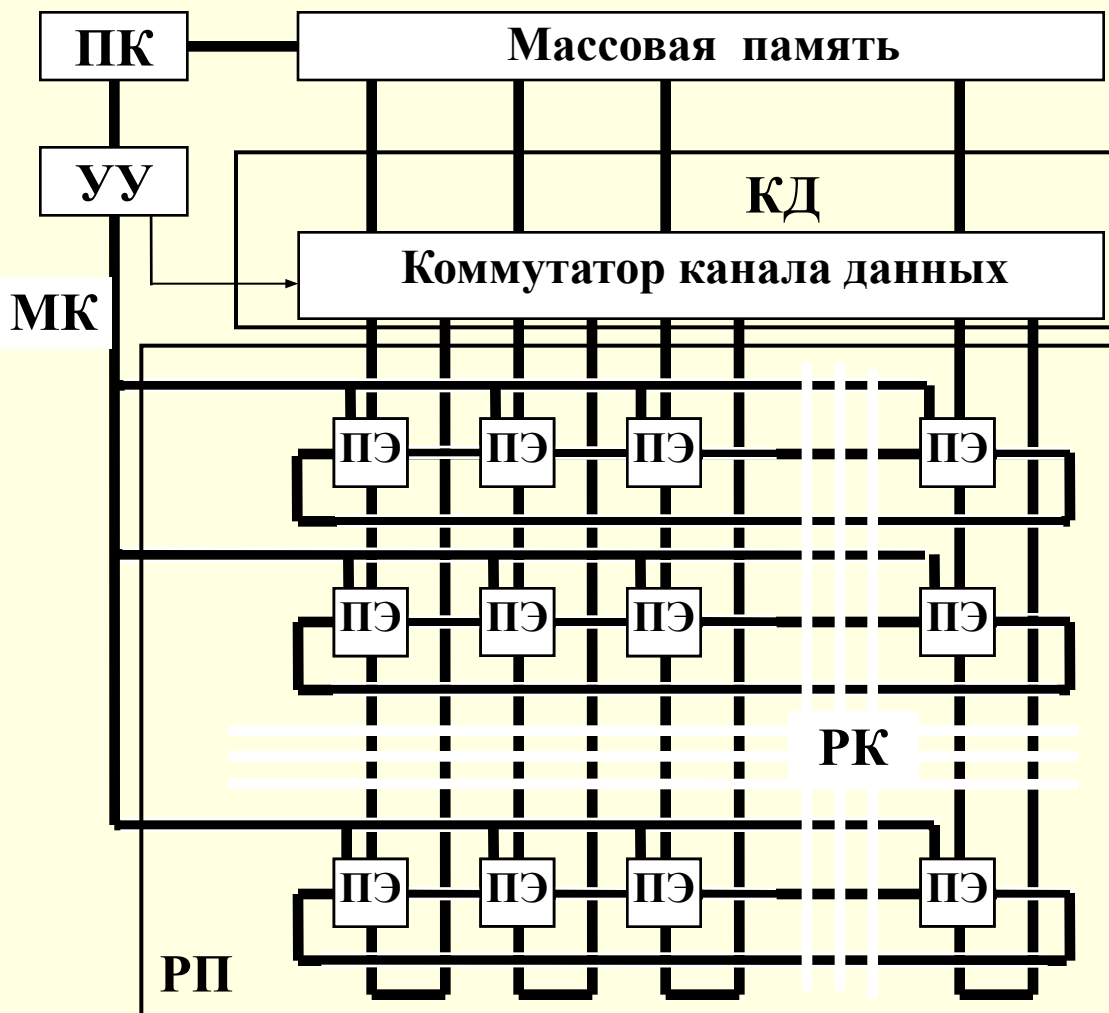 ПК
Массовая память
УУ
КД
Коммутатор канала данных
МК
ПЭ ПЭ ПЭ ПЭ
ПЭ ПЭ ПЭ ПЭ
РК
ПЭ ПЭ ПЭ ПЭ
РП